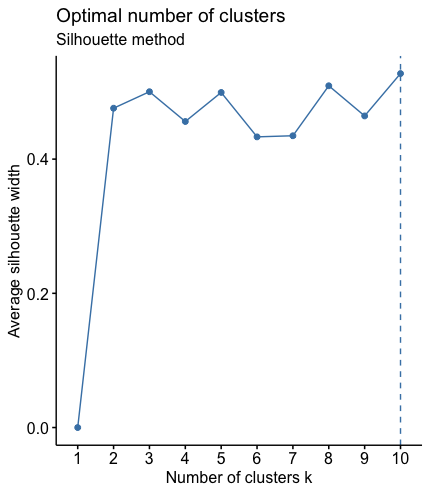 Optimal number of clusters
Silhouette method
Average silhouette width
0.4
0.2
0.0
1 2 3 4 5 6 7 8 9 10
Number of clusters k